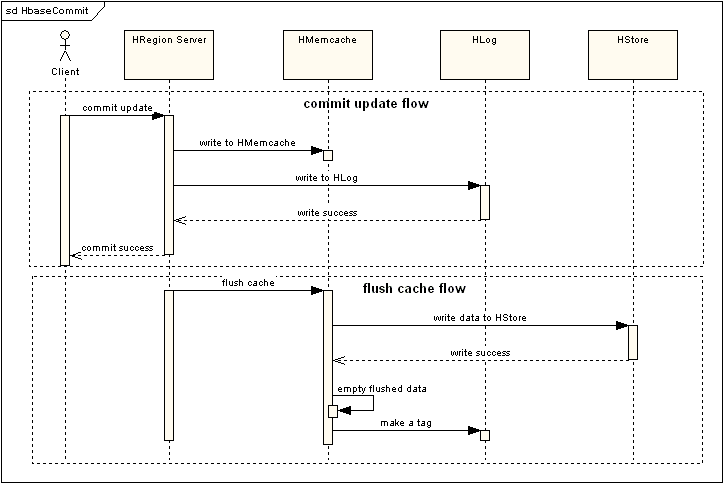 sd HbaseCommit
Client
HRegion Server
HMemcache
HLog
HStore
commit update flow
commit update
write to HMemcache
write to HLog
write success
commit success
flush cache flow
flush cache
write data to HStore
write success
empty flushed data
make a tag